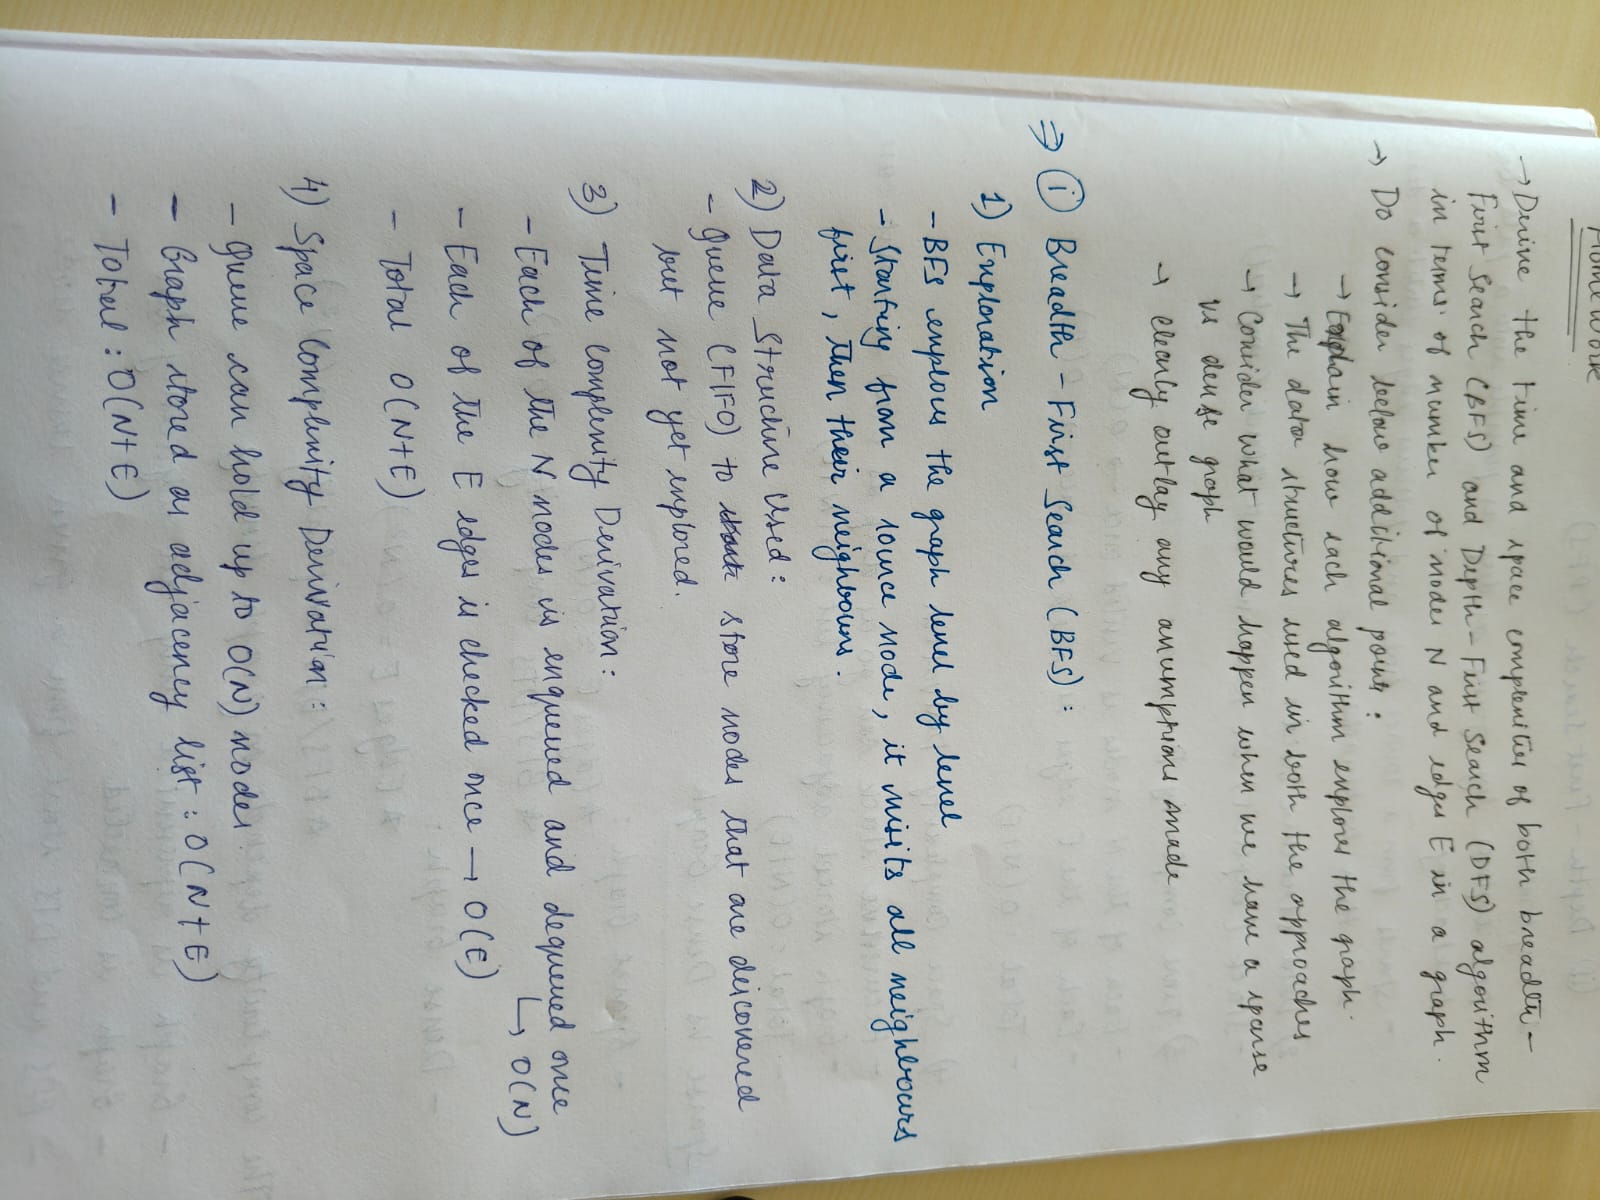 Home Work
→ Derive the time and space complexities of both breadth-
First Search (BFS) and Depth-First Search (DFS) algorithm
in terms of number of nodes N and edges E in a graph.
→ Do consider below additional points:
→ Explain how each algorithm explores the graph.
→ The data structures used in both the approaches
→ Consider what would happen when we have a sparse
vs dense graph
→ clearly outlay any assumptions made
⇒ (i) Breadth-First Search (BFS):
1) Exploration
- BFS explores the graph level by level
- Starting from a source node, it visits all neighbours
first, then their neighbours.
2) Data Structure Used:
- Queue (FIFO) to store nodes that are discovered
but not yet explored.
3) Time complexity Derivation:
- Each of the N nodes is enqueued and dequeued once
↳ O(N)
- Each of the E edges is checked once → O(E)
- Total O(N+E)
4) Space Complexity Derivation:
- Queue can hold up to O(N) nodes
- Graph stored as adjacency list: O(N+E)
- Total: O(N+E)